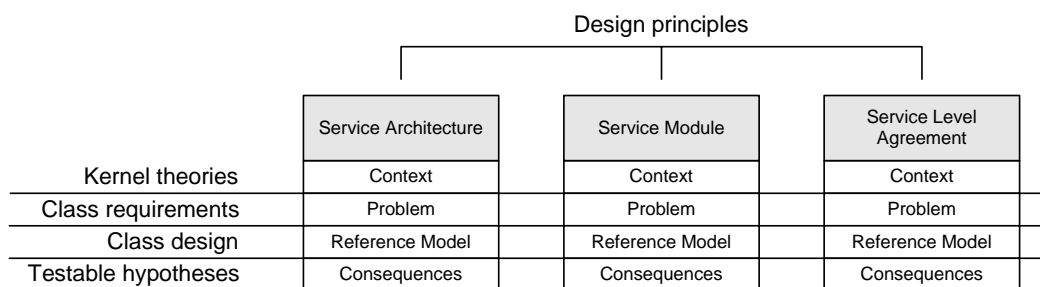 Design principles
Service Architecture
Service Module
Service Level
Agreement
Kernel theories
Context
Context
Context
Class requirements
Problem
Problem
Problem
Class design
Reference Model
Reference Model
Reference Model
Testable hypotheses
Consequences
Consequences
Consequences